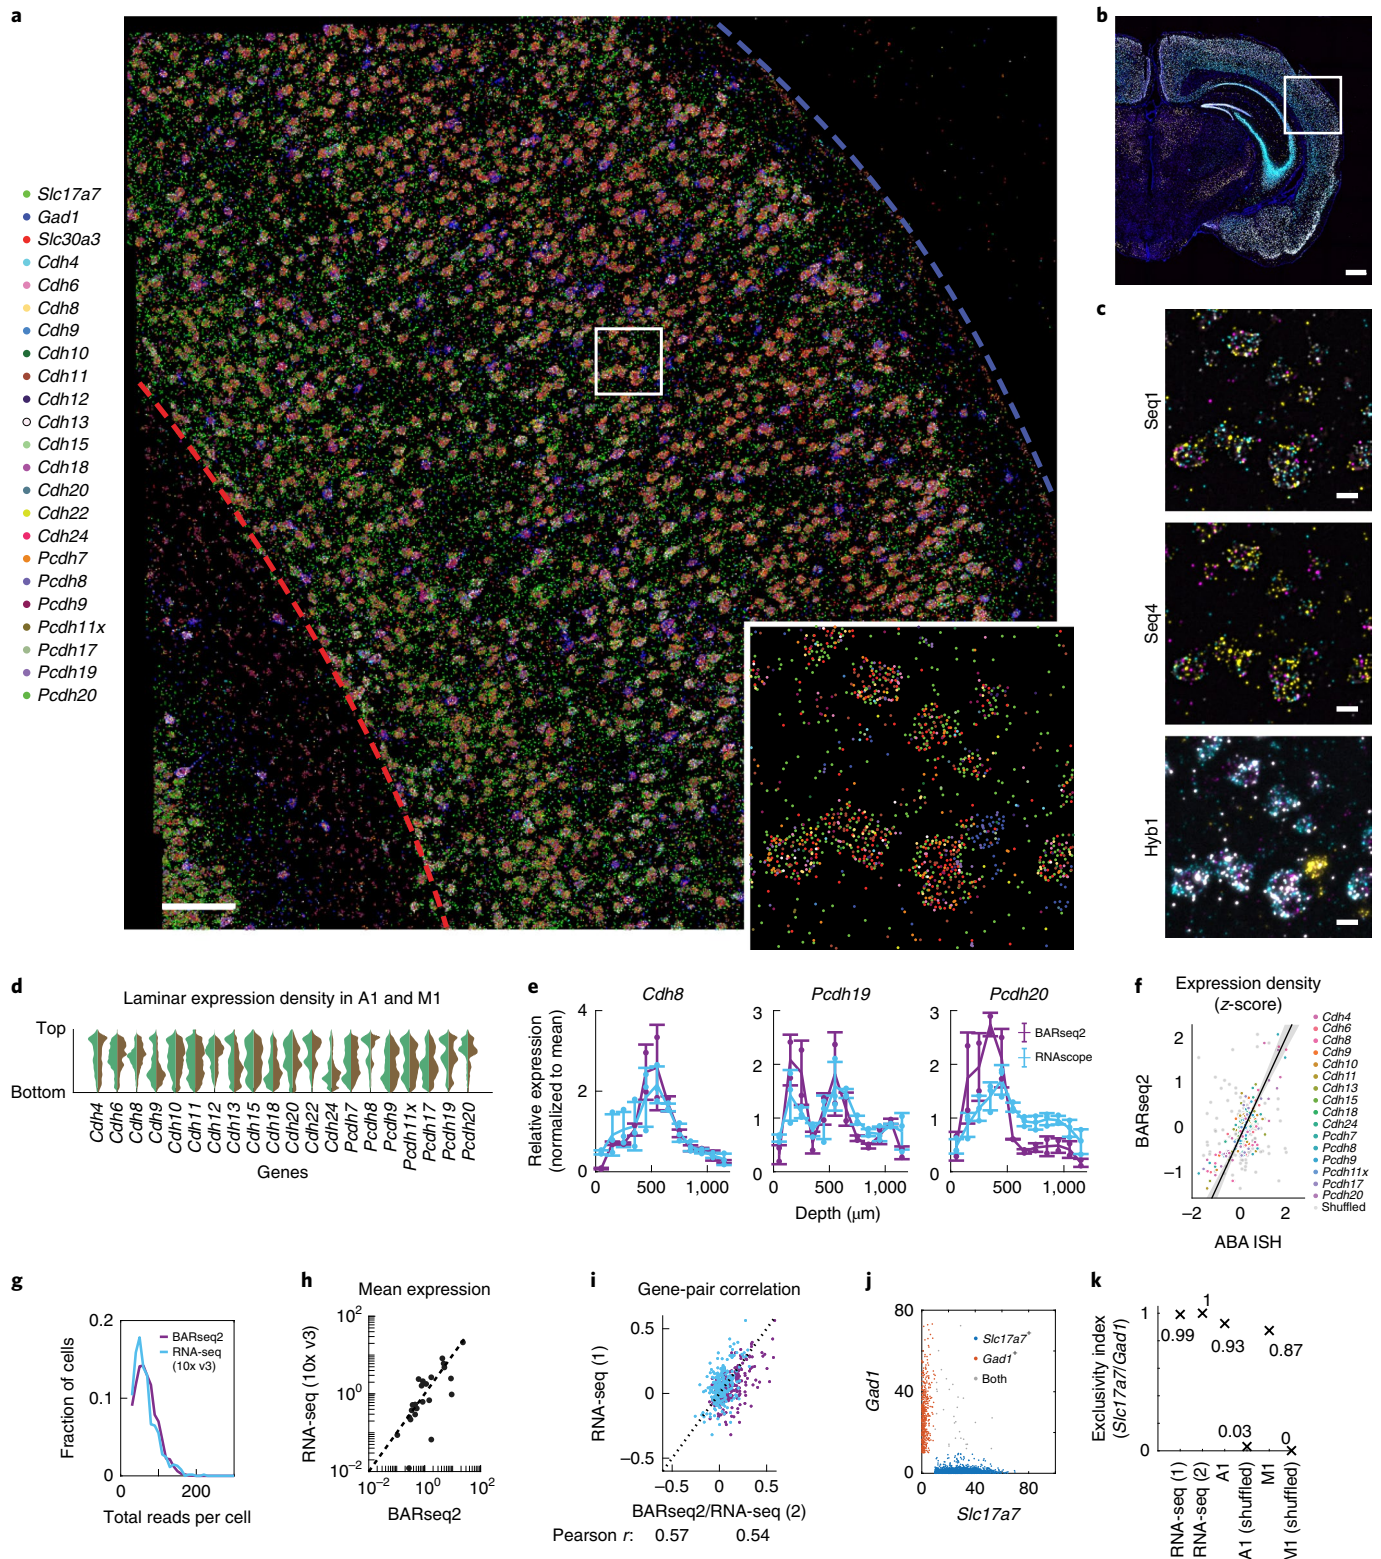 a
b
Slc17a7
Gad1
Slc30a3
Cdh4
Cdh6
Cdh8
Cdh9
Cdh10
Cdh11
Cdh12
Cdh13
Cdh15
Cdh18
Cdh20
Cdh22
Cdh24
Pcdh7
Pcdh8
Pcdh9
Pcdh11x
Pcdh17
Pcdh19
Pcdh20
c
Seq1
Seq4
Hyb1
d
Laminar expression density in A1 and M1
Top
Bottom
Cdh4
Cdh6
Cdh8
Cdh9
Cdh10
Cdh11
Cdh12
Cdh13
Cdh15
Cdh18
Cdh20
Cdh22
Cdh24
Pcdh7
Pcdh8
Pcdh9
Pcdh11x
Pcdh17
Pcdh19
Pcdh20
Genes
e
Cdh8
Pcdh19
Pcdh20
Relative expression
(normalized to mean)
4
2
0
3
2
1
0
3
2
1
0
BARseq2
RNAscope
0 500 1,000
0 500 1,000
0 500 1,000
Depth (μm)
f
Expression density
(z-score)
BARseq2
2
1
0
−1
−2 0 2
ABA ISH
Cdh4
Cdh6
Cdh8
Cdh9
Cdh10
Cdh11
Cdh13
Cdh15
Cdh18
Cdh24
Pcdh7
Pcdh8
Pcdh9
Pcdh11x
Pcdh17
Pcdh20
Shuffled
g
Fraction of cells
0.2
0.1
0
BARseq2
RNA-seq
(10x v3)
0 200
Total reads per cell
h
Mean expression
RNA-seq (10x v3)
10²
10⁰
10⁻²
10⁻² 10⁰ 10²
BARseq2
i
Gene-pair correlation
RNA-seq (1)
0.5
0
−0.5
−0.5 0 0.5
BARseq2/RNA-seq (2)
Pearson r: 0.57 0.54
j
Gad1
80
40
0
Slc17a7⁺
Gad1⁺
Both
0 40 80
Slc17a7
k
Exclusivity index
(Slc17a7/Gad1)
1
0
0.99
1
0.93
0.03
0.87
0
RNA-seq (1)
RNA-seq (2)
A1
A1 (shuffled)
M1
M1 (shuffled)